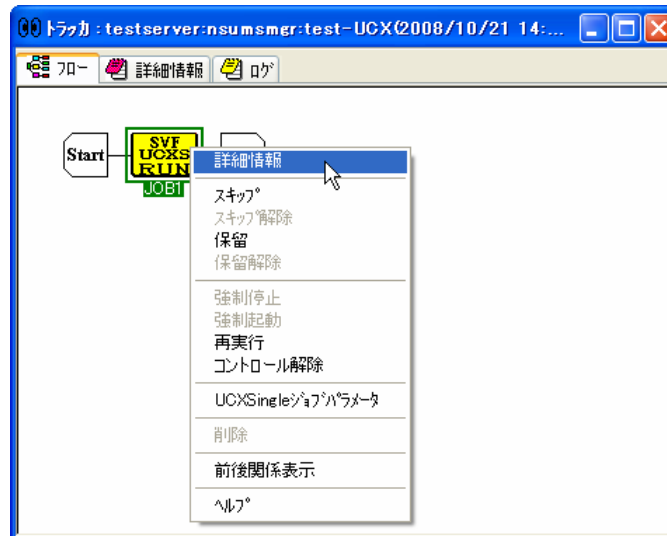 トラッカ : testserver:nsumsmgr:test-UCX(2008/10/21 14:...
フロー 詳細情報 ログ
Start
SVF
UCXS
RUN
JOB1
詳細情報
スキップ
スキップ解除
保留
保留解除
強制停止
強制起動
再実行
コントロール解除
UCXSingleジョブパラメータ
削除
前後関係表示
ヘルプ